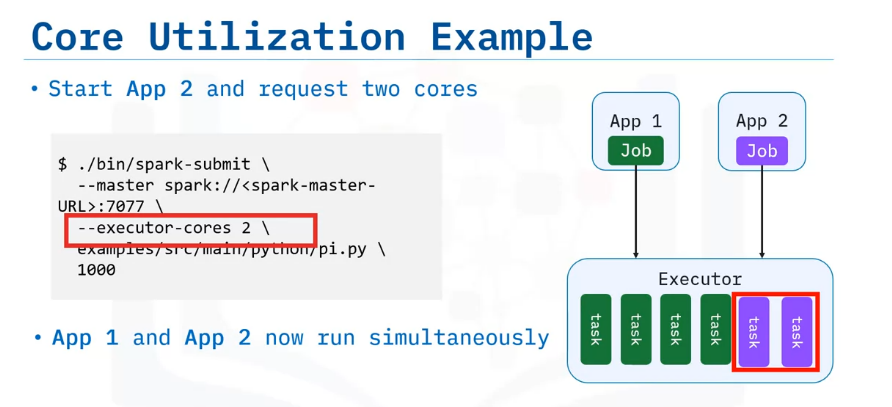 Core Utilization Example
• Start App 2 and request two cores
$ ./bin/spark-submit \
--master spark://<spark-master-
URL>:7077 \
--executor-cores 2 \
examples/src/main/python/pi.py \
1000
• App 1 and App 2 now run simultaneously
App 1
Job
App 2
Job
Executor
task
task
task
task
task
task